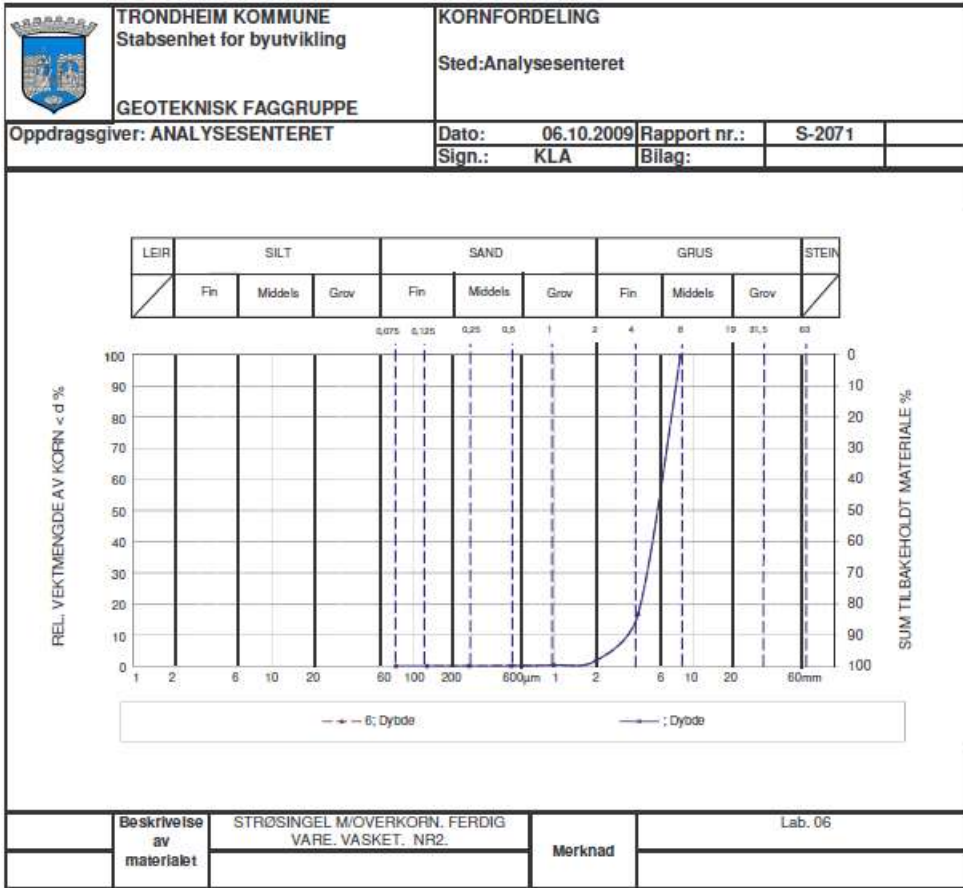 TRONDHEIM KOMMUNE
Stabsenhet for byutvikling
GEOTEKNISK FAGGRUPPE
KORNFORDELING
Sted:Analysesenteret
Oppdragsgiver: ANALYSESENTERET
Dato: 06.10.2009 Rapport nr.: S-2071
Sign.: KLA Bilag:
LEIR SILT SAND GRUS STEIN
Fin Middels Grov Fin Middels Grov Fin Middels Grov
0,075 0,125 0,25 0,5 1 2 4 8 19 31,5 63
REL. VEKTMENGDE AV KORN < d %
100
90
80
70
60
50
40
30
20
10
0
0
10
20
30
40
50
60
70
80
90
100
SUM TILBAKEHOLDT MATERIALE %
1 2 6 10 20 60 100 200 600µm 1 2 6 10 20 60mm
6; Dybde ; Dybde
Beskrivelse av materialet
STRØSINGEL M/OVERKORN. FERDIG
VARE. VASKET. NR2.
Merknad
Lab. 06